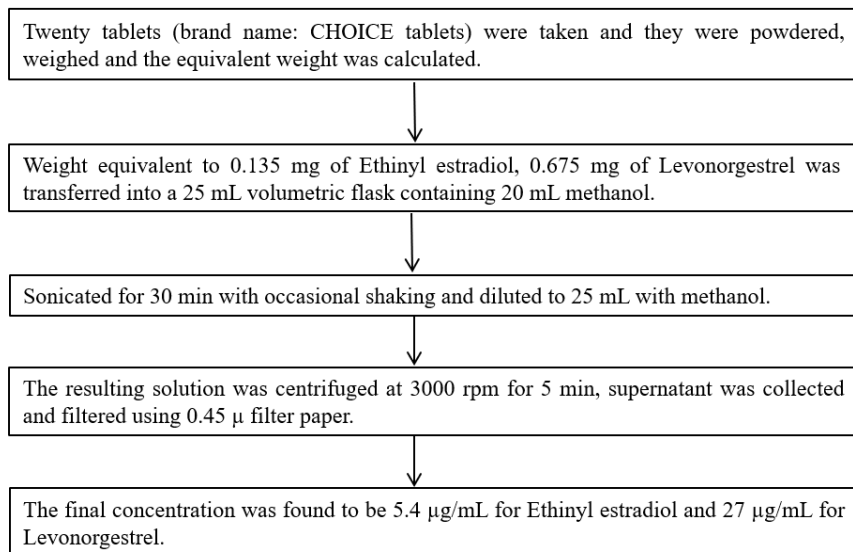 Twenty tablets (brand name: CHOICE tablets) were taken and they were powdered,
weighed and the equivalent weight was calculated.
Weight equivalent to 0.135 mg of Ethinyl estradiol, 0.675 mg of Levonorgestrel was
transferred into a 25 mL volumetric flask containing 20 mL methanol.
Sonicated for 30 min with occasional shaking and diluted to 25 mL with methanol.
The resulting solution was centrifuged at 3000 rpm for 5 min, supernatant was collected
and filtered using 0.45 µ filter paper.
The final concentration was found to be 5.4 µg/mL for Ethinyl estradiol and 27 µg/mL for
Levonorgestrel.